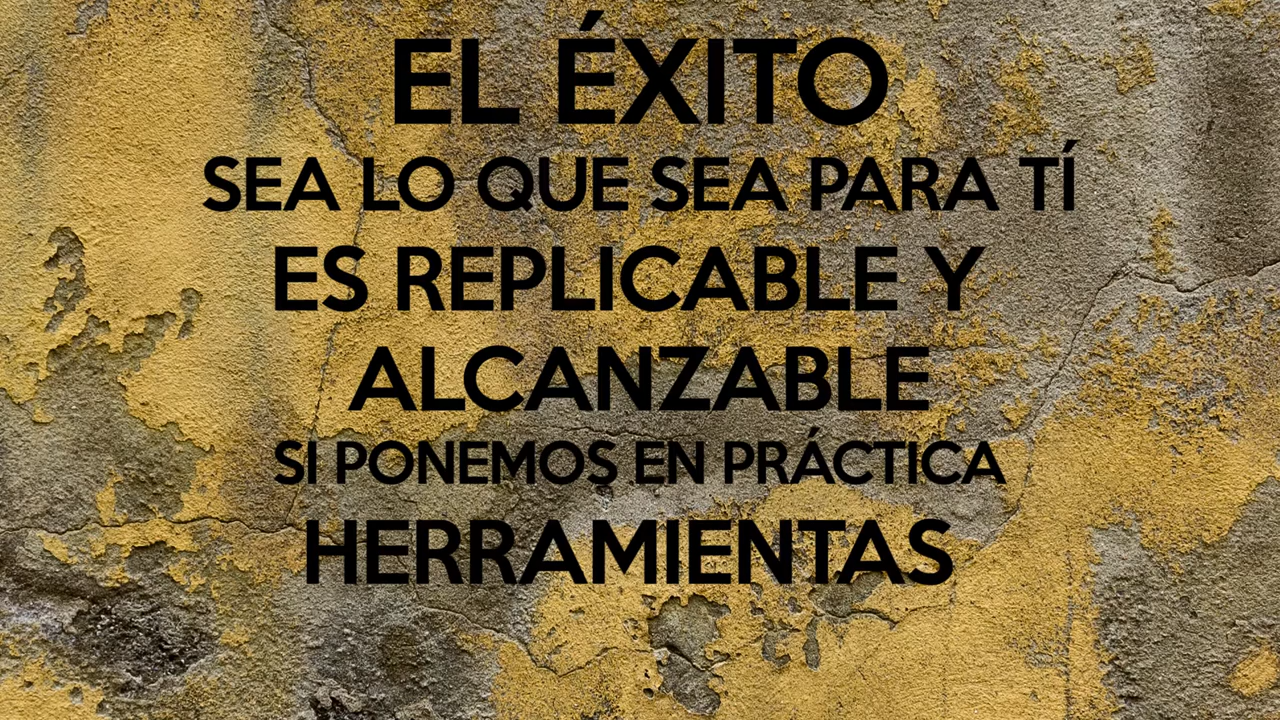 EL ÉXITO
SEA LO QUE SEA PARA TÍ
ES REPLICABLE Y
ALCANZABLE
SI PONEMOS EN PRÁCTICA
HERRAMIENTAS